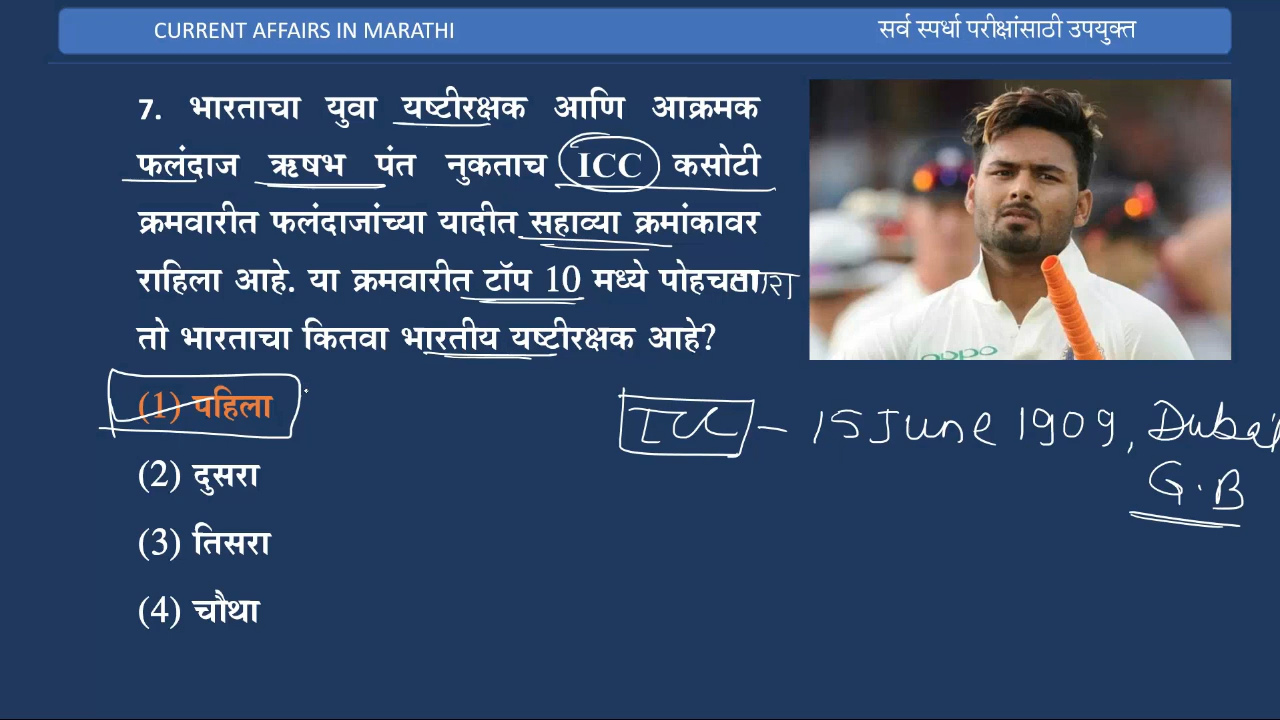 CURRENT AFFAIRS IN MARATHI
सर्व स्पर्धा परीक्षांसाठी उपयुक्त
7. भारताचा युवा यष्टीरक्षक आणि आक्रमक
फलंदाज ऋषभ पंत नुकताच ICC कसोटी
क्रमवारीत फलंदाजांच्या यादीत सहाव्या क्रमांकावर
राहिला आहे. या क्रमवारीत टॉप 10 मध्ये पोहचणारा
तो भारताचा कितवा भारतीय यष्टीरक्षक आहे?
(1) पहिला
(2) दुसरा
(3) तिसरा
(4) चौथा
ICC - 15 June 1909, Dubai
G.B
oppo